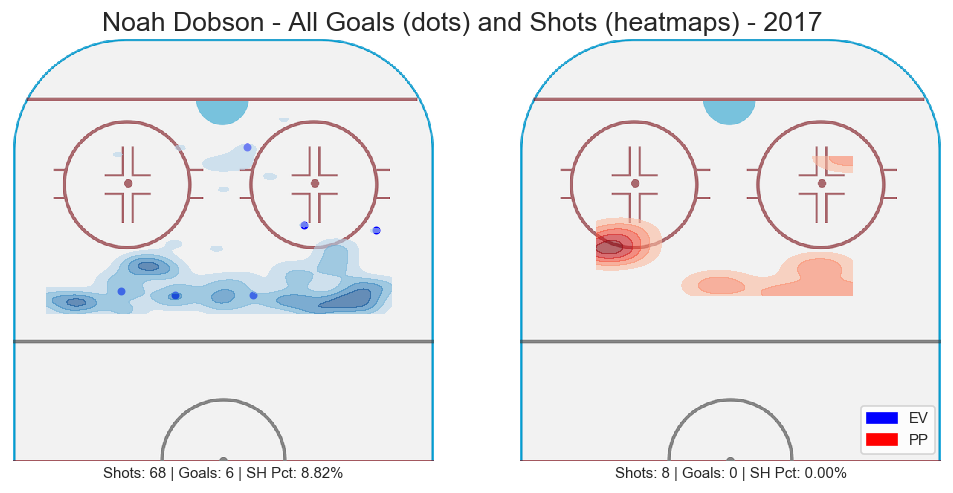 Noah Dobson - All Goals (dots) and Shots (heatmaps) - 2017
EV
PP
Shots: 68 | Goals: 6 | SH Pct: 8.82%
Shots: 8 | Goals: 0 | SH Pct: 0.00%